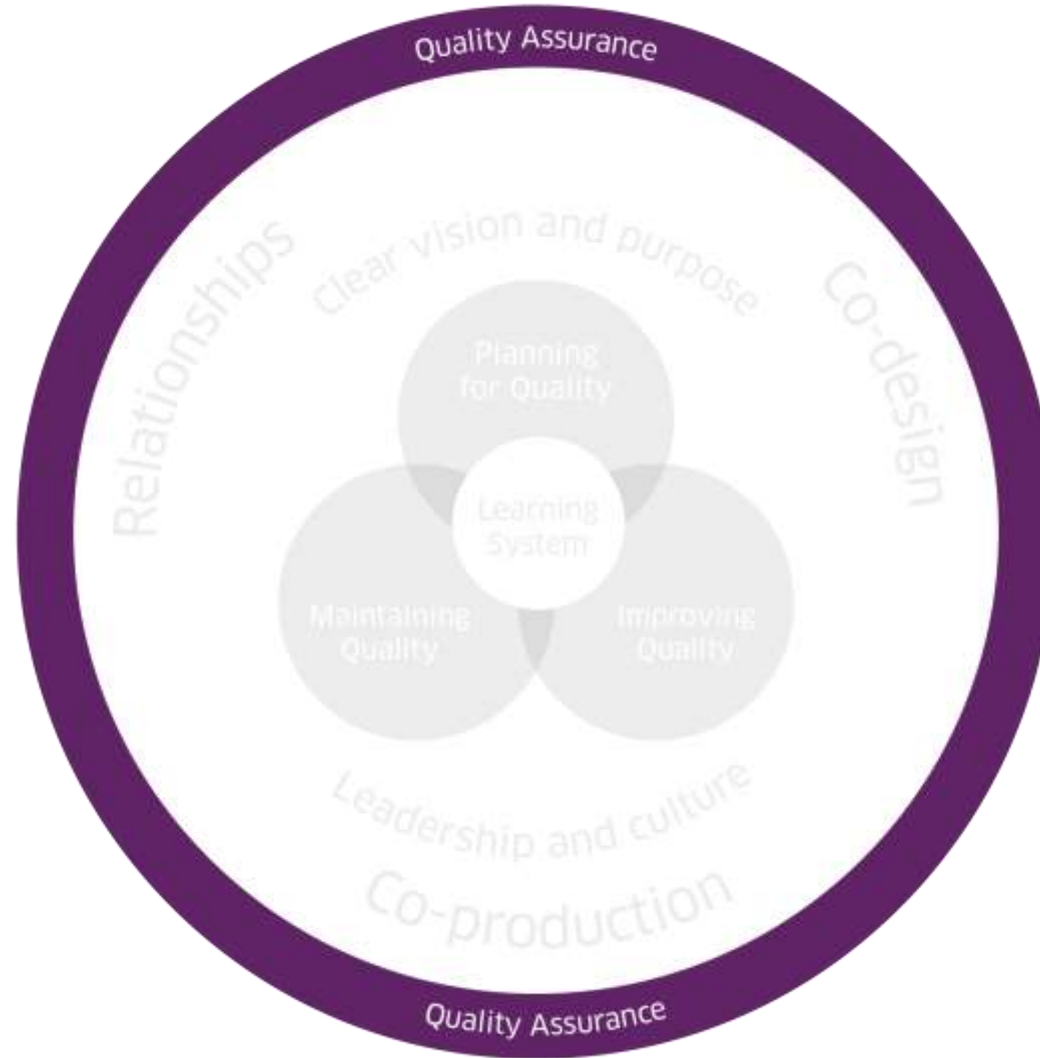 Quality Assurance
Relationships
Clear vision and purpose
Co-design
Planning
for Quality
Learning
System
Maintaining
Quality
Improving
Quality
Leadership and culture
Co-production
Quality Assurance